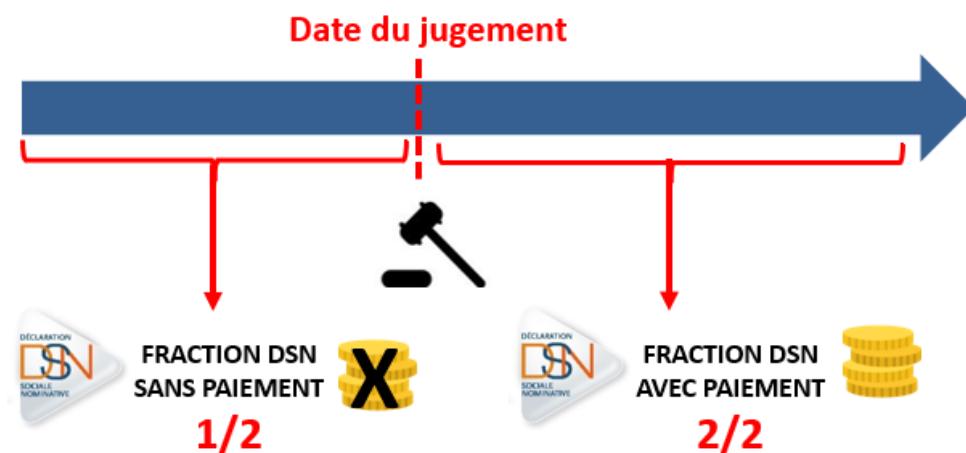 Date du jugement
DÉCLARATION
DSN
SOCIALE
NOMINATIVE
FRACTION DSN
SANS PAIEMENT
X
1/2
DÉCLARATION
DSN
SOCIALE
NOMINATIVE
FRACTION DSN
AVEC PAIEMENT
2/2